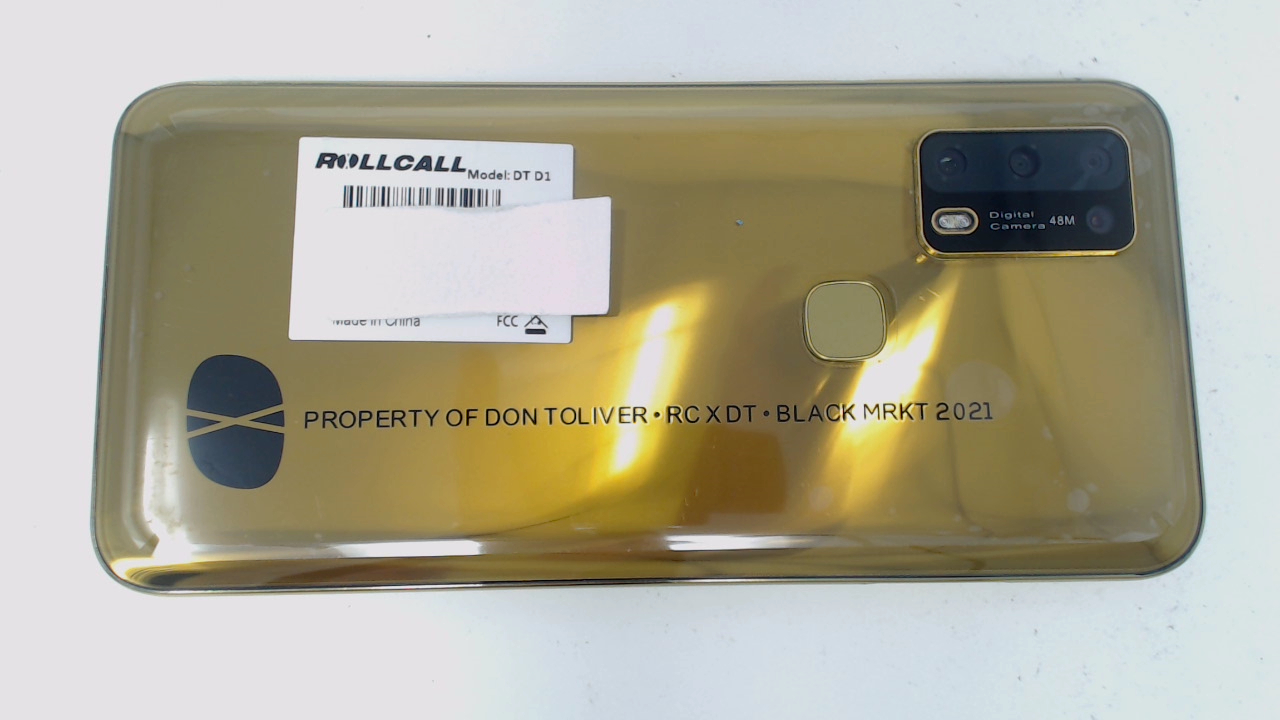 ROLLCALL
Model: DT D1
Made in China
FCC
Digital
Camera 48M
PROPERTY OF DON TOLIVER • RC X DT • BLACK MRKT 2021